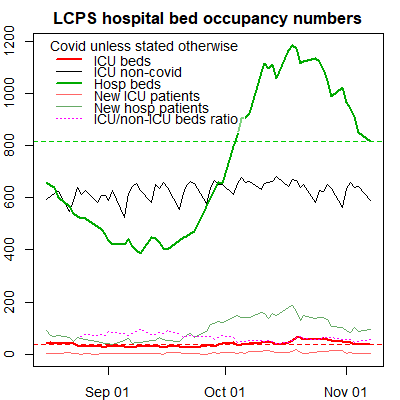 LCPS hospital bed occupancy numbers
Covid unless stated otherwise
ICU beds
ICU non-covid
Hosp beds
New ICU patients
New hosp patients
ICU/non-ICU beds ratio
1200
1000
800
600
400
200
0
Sep 01 Oct 01 Nov 01